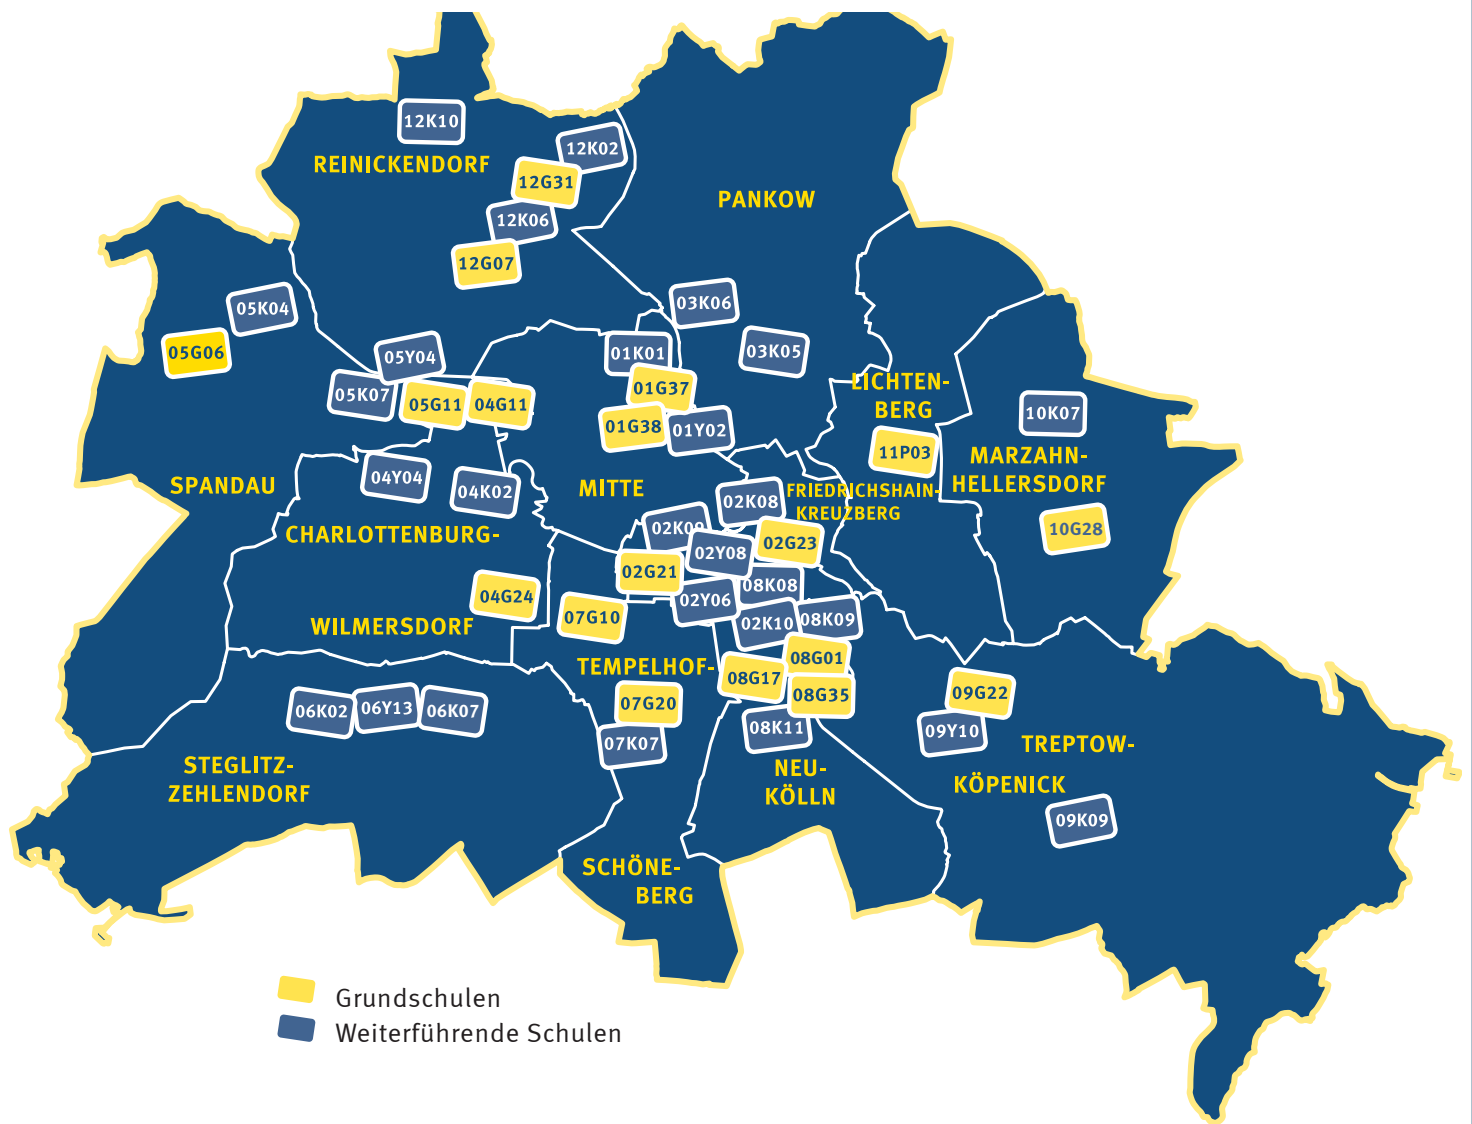 12K10
12K02
REINICKENDORF
12G31
PANKOW
12K06
12G07
05K04
03K06
05G06
05Y04
01K01
03K05
LICHTEN-
BERG
05K07
05G11
04G11
01G37
01G38
01Y02
10K07
11P03
MARZAHN-
HELLERSDORF
SPANDAU
04Y04
04K02
MITTE
02K08
FRIEDRICHSHAIN-
KREUZBERG
10G28
CHARLOTTENBURG-
WILMERSDORF
02K09
02Y08
02G23
02G21
08K08
04G24
07G10
02Y06
02K10
08K09
TEMPELHOF-
08G01
08G17
08G35
09G22
06K02
06Y13
06K07
07G20
07K07
08K11
09Y10
TREPTOW-
KÖPENICK
STEGLITZ-
ZEHLENDORF
NEU-
KÖLLN
09K09
SCHÖNE-
BERG
Grundschulen
Weiterführende Schulen